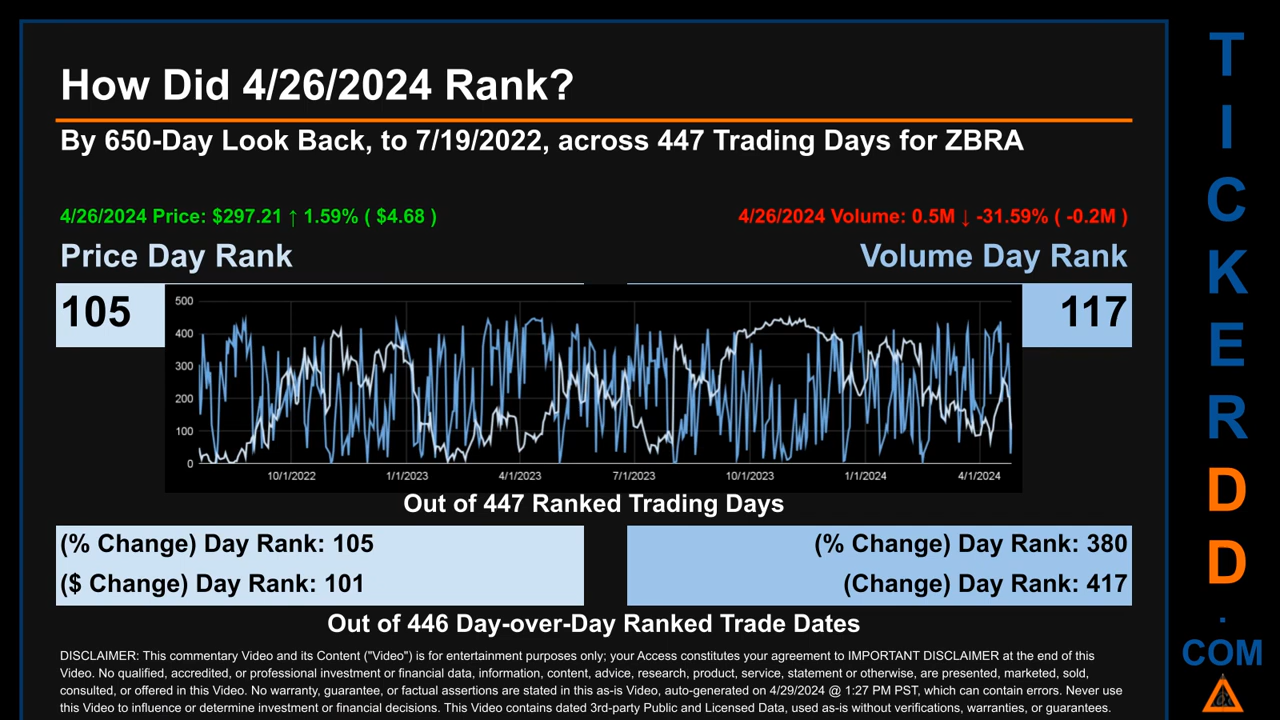 How Did 4/26/2024 Rank?
By 650-Day Look Back, to 7/19/2022, across 447 Trading Days for ZBRA
4/26/2024 Price: $297.21 ↑ 1.59% ( $4.68 )
4/26/2024 Volume: 0.5M ↓ -31.59% ( -0.2M )
Price Day Rank
Volume Day Rank
105
117
500
400
300
200
100
0
10/1/2022
1/1/2023
4/1/2023
7/1/2023
10/1/2023
1/1/2024
4/1/2024
Out of 447 Ranked Trading Days
(% Change) Day Rank: 105
($ Change) Day Rank: 101
(% Change) Day Rank: 380
(Change) Day Rank: 417
Out of 446 Day-over-Day Ranked Trade Dates
DISCLAIMER: This commentary Video and its Content ("Video") is for entertainment purposes only; your Access constitutes your agreement to IMPORTANT DISCLAIMER at the end of this
Video. No qualified, accredited, or professional investment or financial data, information, content, advice, research, product, service, statement or otherwise, are presented, marketed, sold,
consulted, or offered in this Video. No warranty, guarantee, or factual assertions are stated in this as-is Video, auto-generated on 4/29/2024 @ 1:27 PM PST, which can contain errors. Never use
this Video to influence or determine investment or financial decisions. This Video contains dated 3rd-party Public and Licensed Data, used as-is without verifications, warranties, or guarantees.
T
I
C
K
E
R
D
D
.
COM